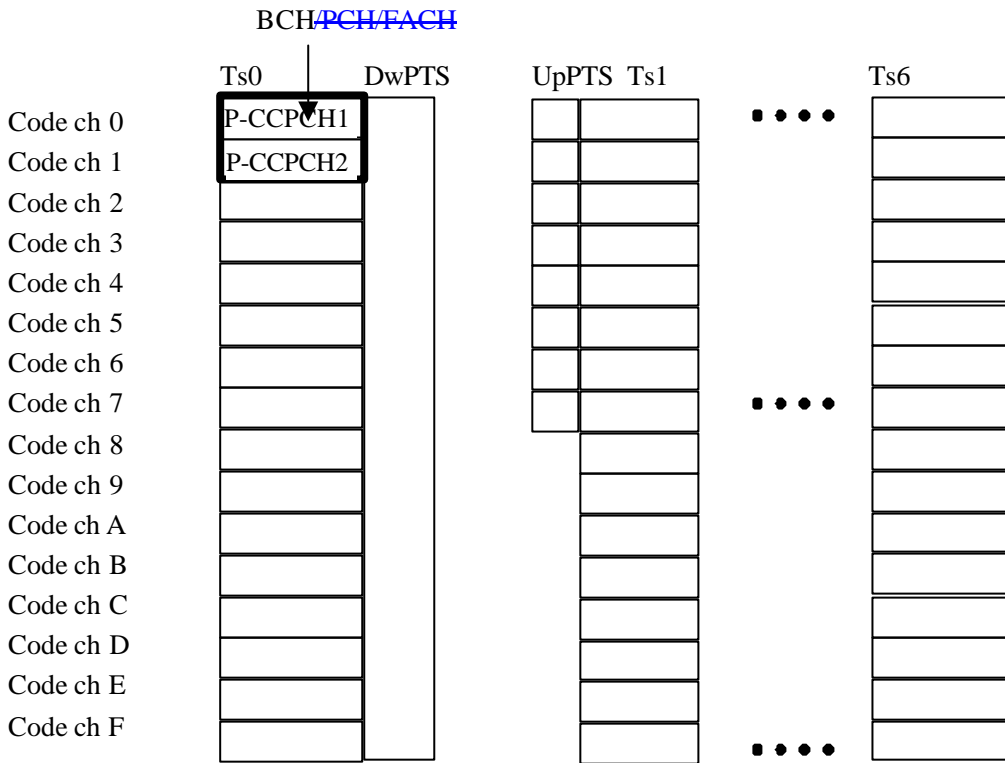 BCH/PCH/FACH
Ts0 DwPTS UpPTS Ts1 Ts6
Code ch 0 P-CCPCH1
Code ch 1 P-CCPCH2
Code ch 2
Code ch 3
Code ch 4
Code ch 5
Code ch 6
Code ch 7
Code ch 8
Code ch 9
Code ch A
Code ch B
Code ch C
Code ch D
Code ch E
Code ch F